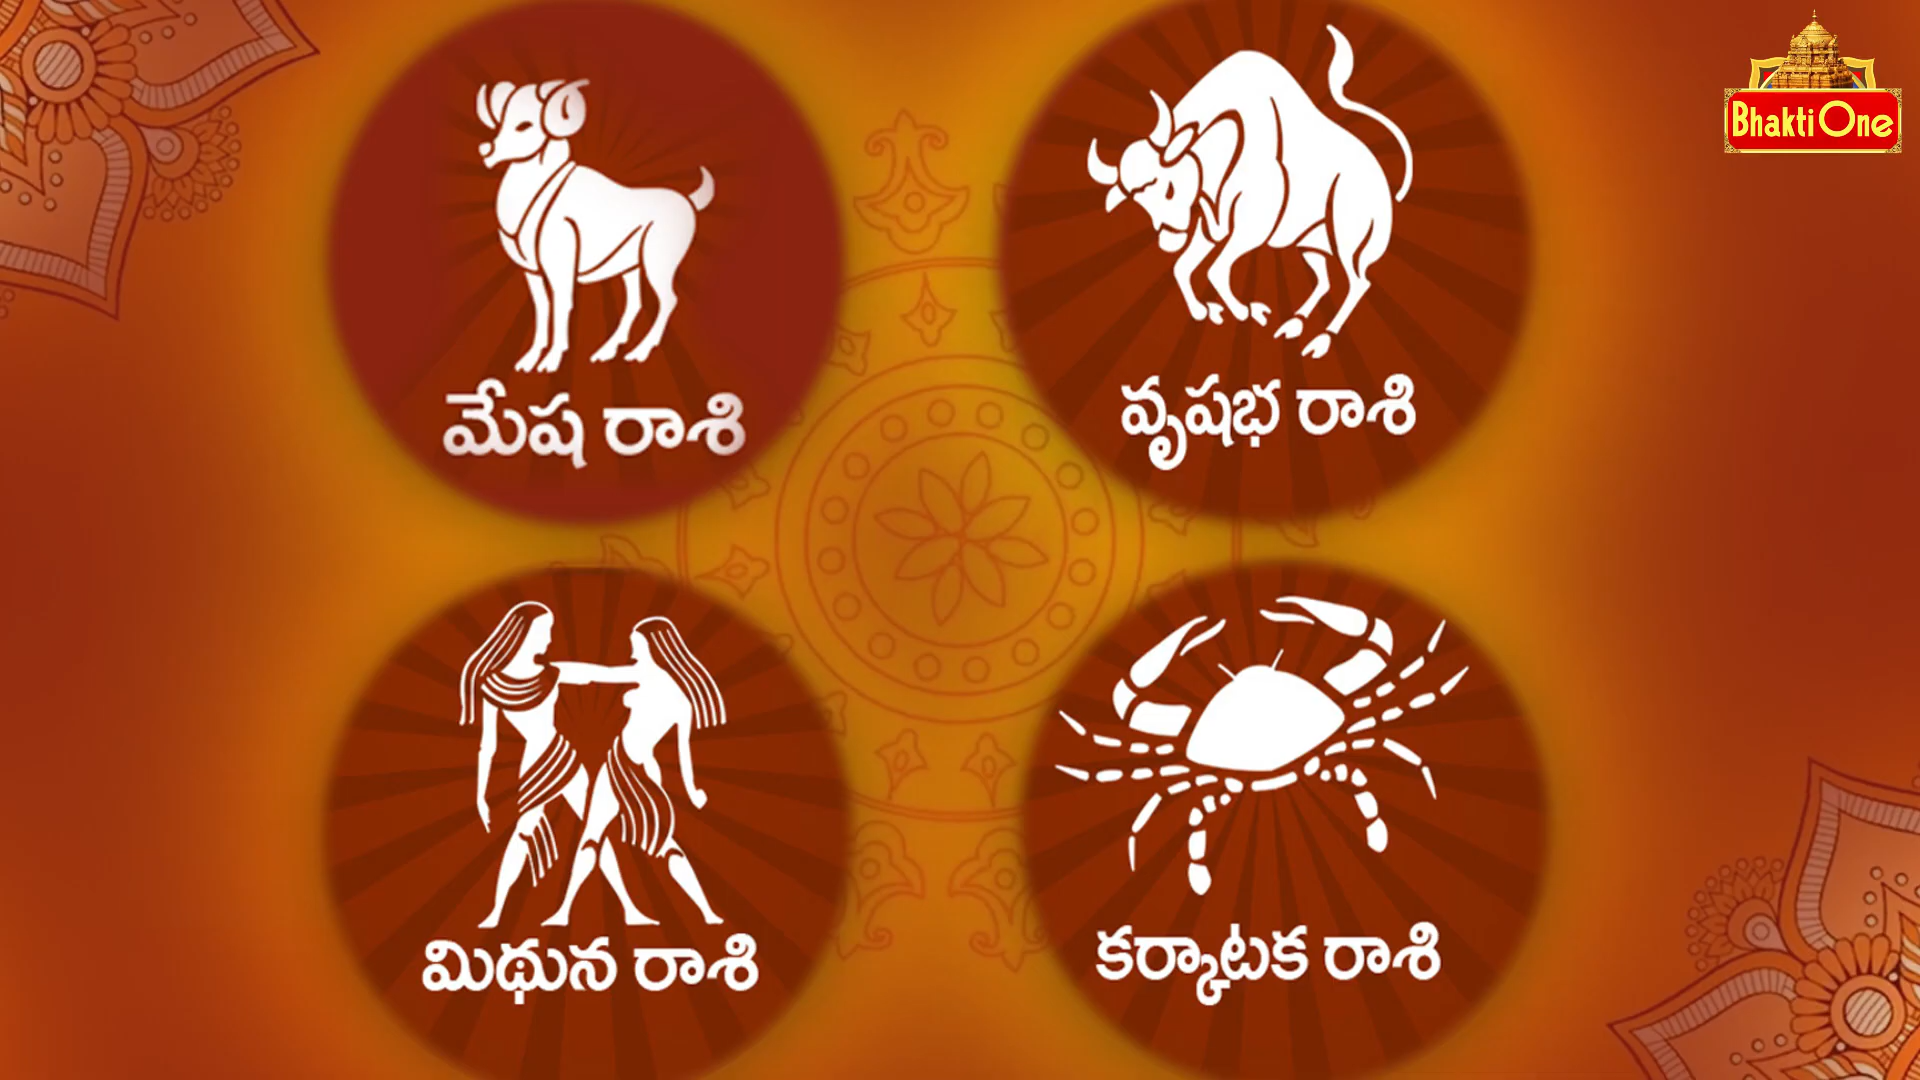 Bhakti One
మేష రాశి
వృషభ రాశి
మిథున రాశి
కర్కాటక రాశి